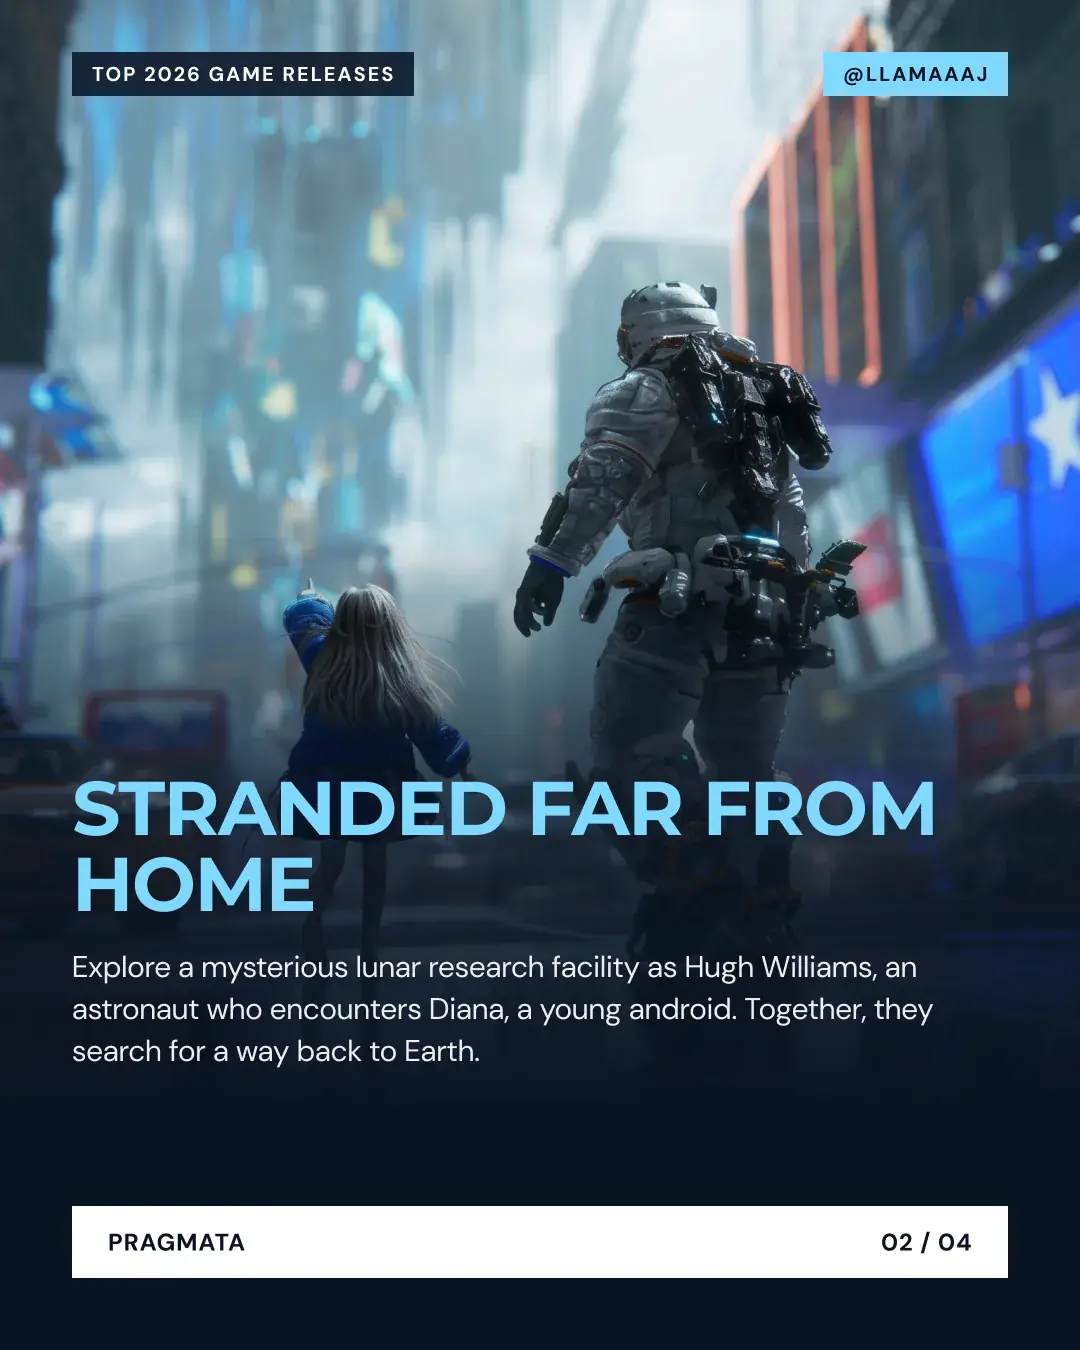 TOP 2026 GAME RELEASES
@LLAMAAAJ
STRANDED FAR FROM
HOME
Explore a mysterious lunar research facility as Hugh Williams, an
astronaut who encounters Diana, a young android. Together, they
search for a way back to Earth.
PRAGMATA
02 / 04